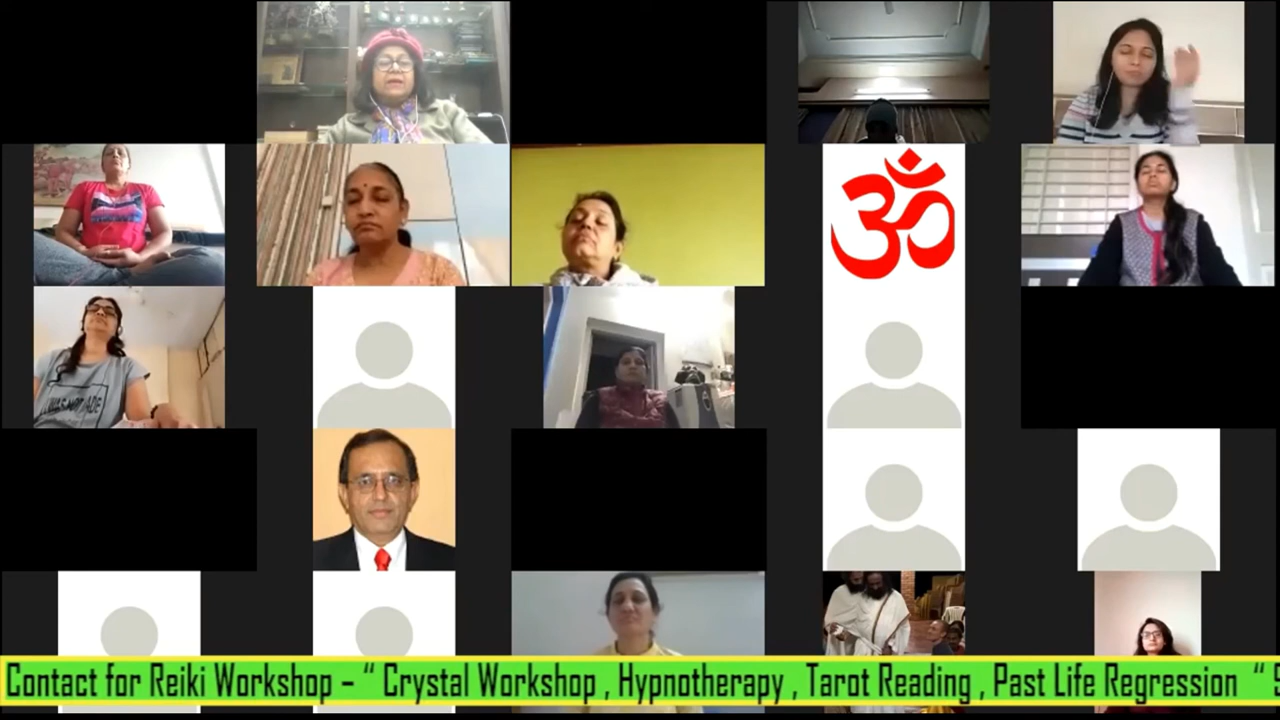 ॐ
Contact for Reiki Workshop – “ Crystal Workshop , Hypnotherapy , Tarot Reading , Past Life Regression “ S